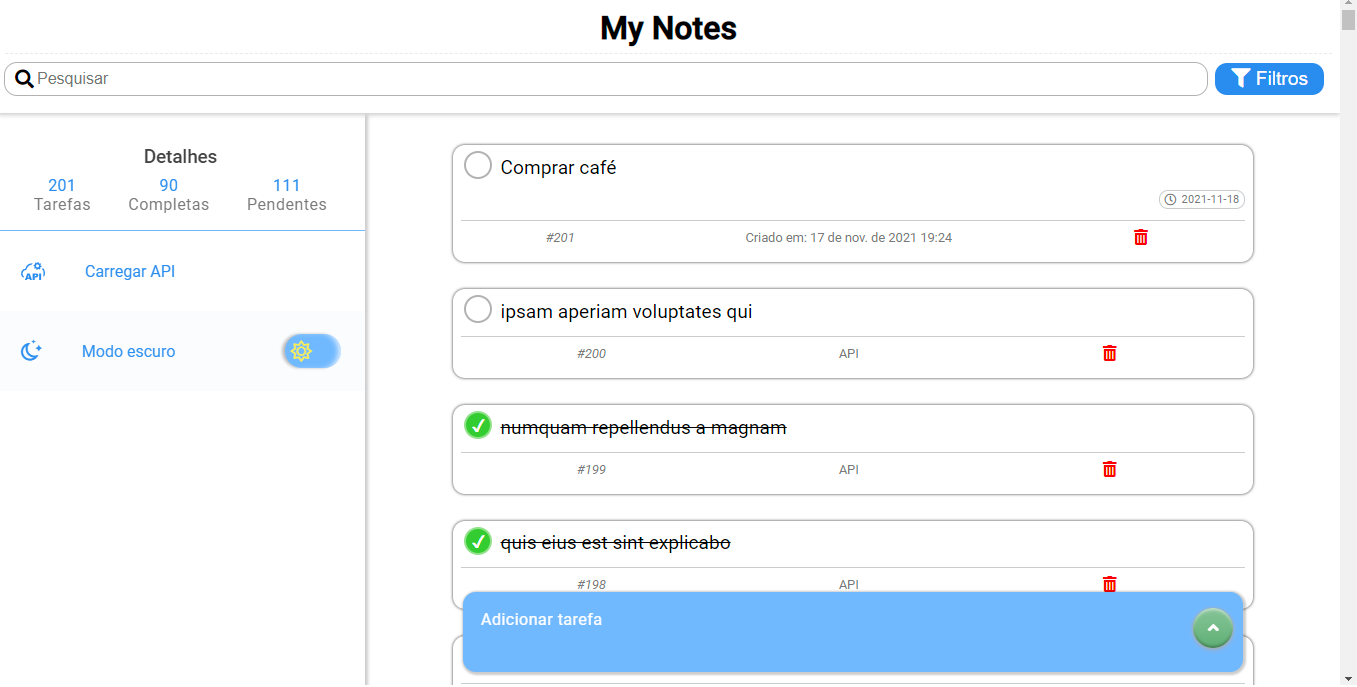 My Notes
Pesquisar
Filtros
Detalhes
201 90 111
Tarefas Completas Pendentes
API Carregar API
Modo escuro
Comprar café
2021-11-18
#201 Criado em: 17 de nov. de 2021 19:24
ipsam aperiam voluptates qui
#200 API
numquam repellendus a magnam
#199 API
quis eius est sint explicabo
#198 API
Adicionar tarefa